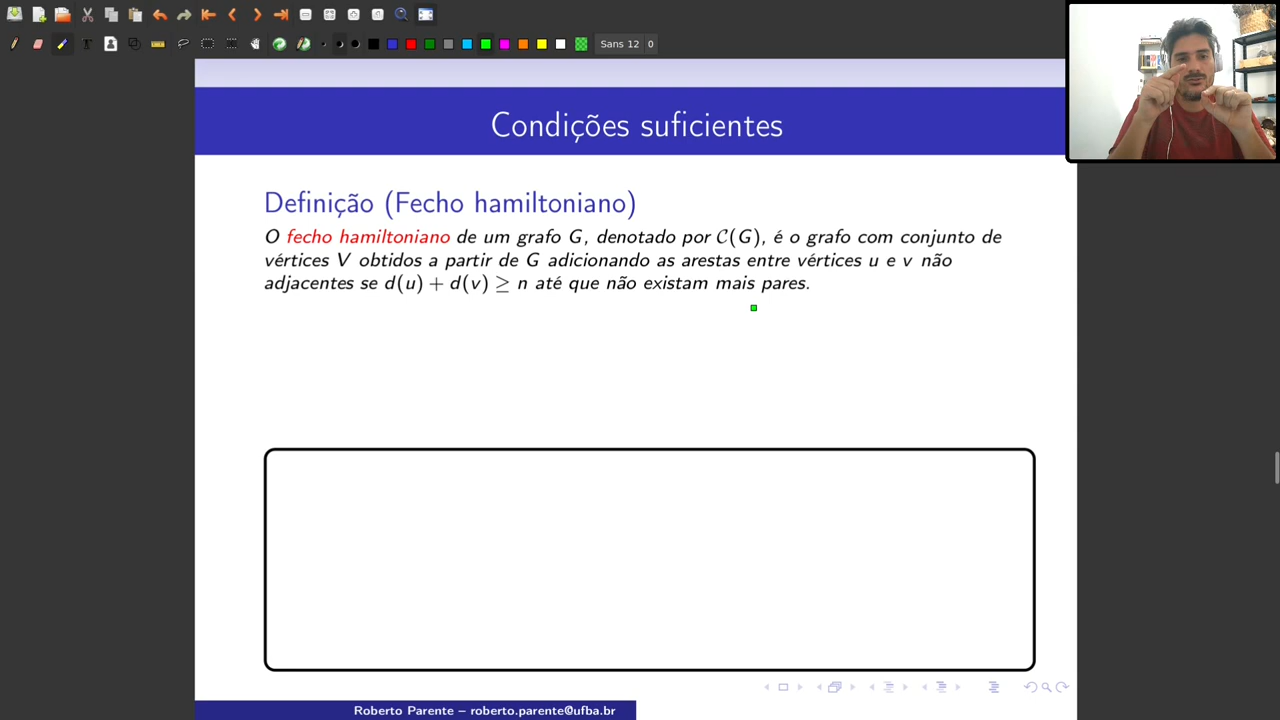 Sans 12 0
Condições suficientes
Definição (Fecho hamiltoniano)
O fecho hamiltoniano de um grafo G, denotado por C(G), é o grafo com conjunto de
vértices V obtidos a partir de G adicionando as arestas entre vértices u e v não
adjacentes se d(u) + d(v) ≥ n até que não existam mais pares.
Roberto Parente – roberto.parente@ufba.br